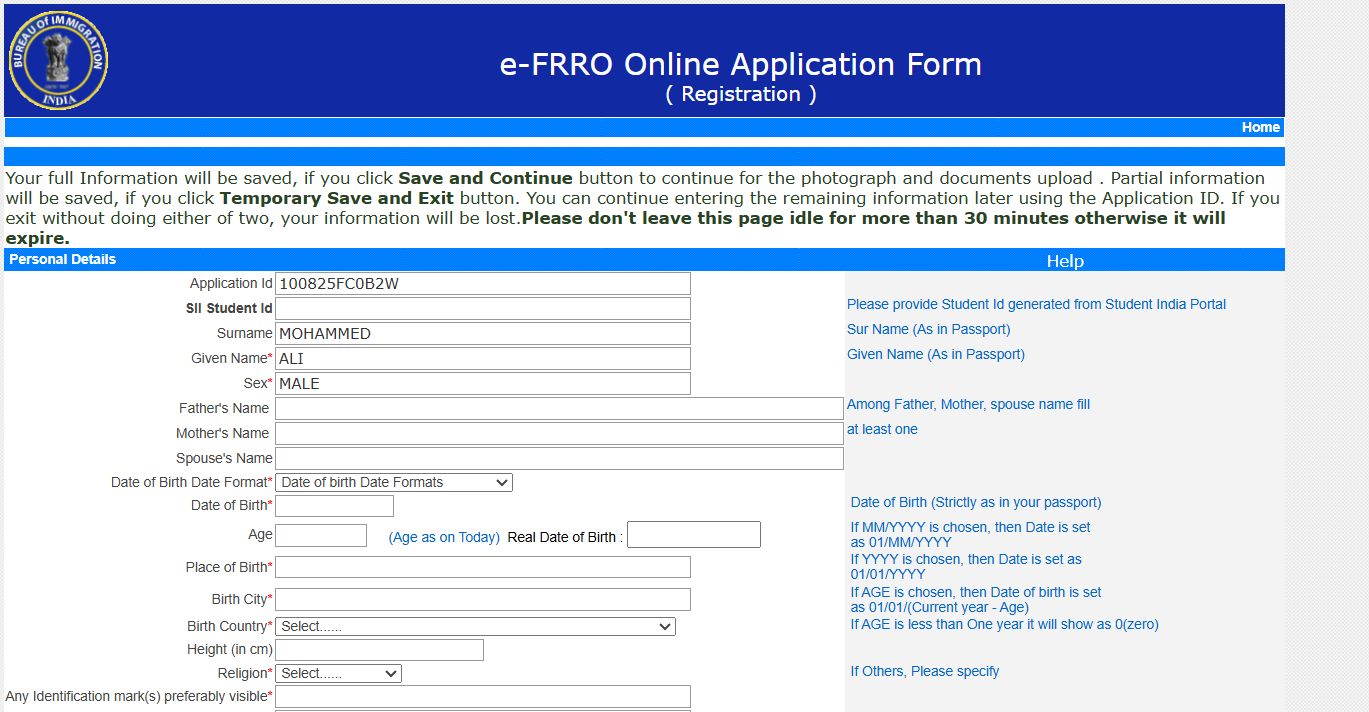 BUREAU OF IMMIGRATION
INDIA
e-FRRO Online Application Form
( Registration )
Home
Your full Information will be saved, if you click Save and Continue button to continue for the photograph and documents upload . Partial information
will be saved, if you click Temporary Save and Exit button. You can continue entering the remaining information later using the Application ID. If you
exit without doing either of two, your information will be lost.Please don't leave this page idle for more than 30 minutes otherwise it will
expire.
Personal Details Help
Application Id 100825FC0B2W
SII Student Id Please provide Student Id generated from Student India Portal
Surname MOHAMMED Sur Name (As in Passport)
Given Name* ALI Given Name (As in Passport)
Sex* MALE
Father's Name Among Father, Mother, spouse name fill
Mother's Name at least one
Spouse's Name
Date of Birth Date Format* Date of birth Date Formats
Date of Birth* Date of Birth (Strictly as in your passport)
Age (Age as on Today) Real Date of Birth : If MM/YYYY is chosen, then Date is set
as 01/MM/YYYY
Place of Birth* If YYYY is chosen, then Date is set as
01/01/YYYY
Birth City* If AGE is chosen, then Date of birth is set
as 01/01/(Current year - Age)
Birth Country* Select...... If AGE is less than One year it will show as 0(zero)
Height (in cm)
Religion* Select...... If Others, Please specify
Any Identification mark(s) preferably visible*